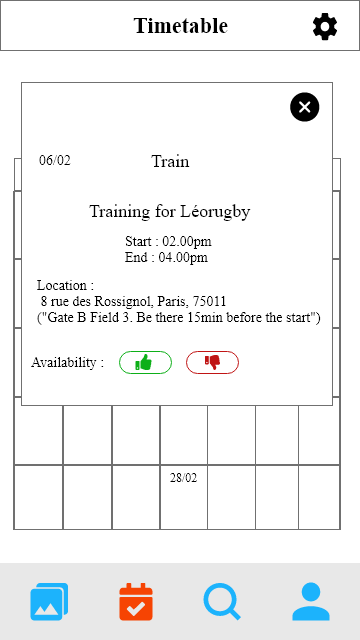 Timetable
06/02
Train
Training for Léorugby
Start : 02.00pm
End : 04.00pm
Location :
8 rue des Rossignol, Paris, 75011
("Gate B Field 3. Be there 15min before the start")
Availability :
28/02